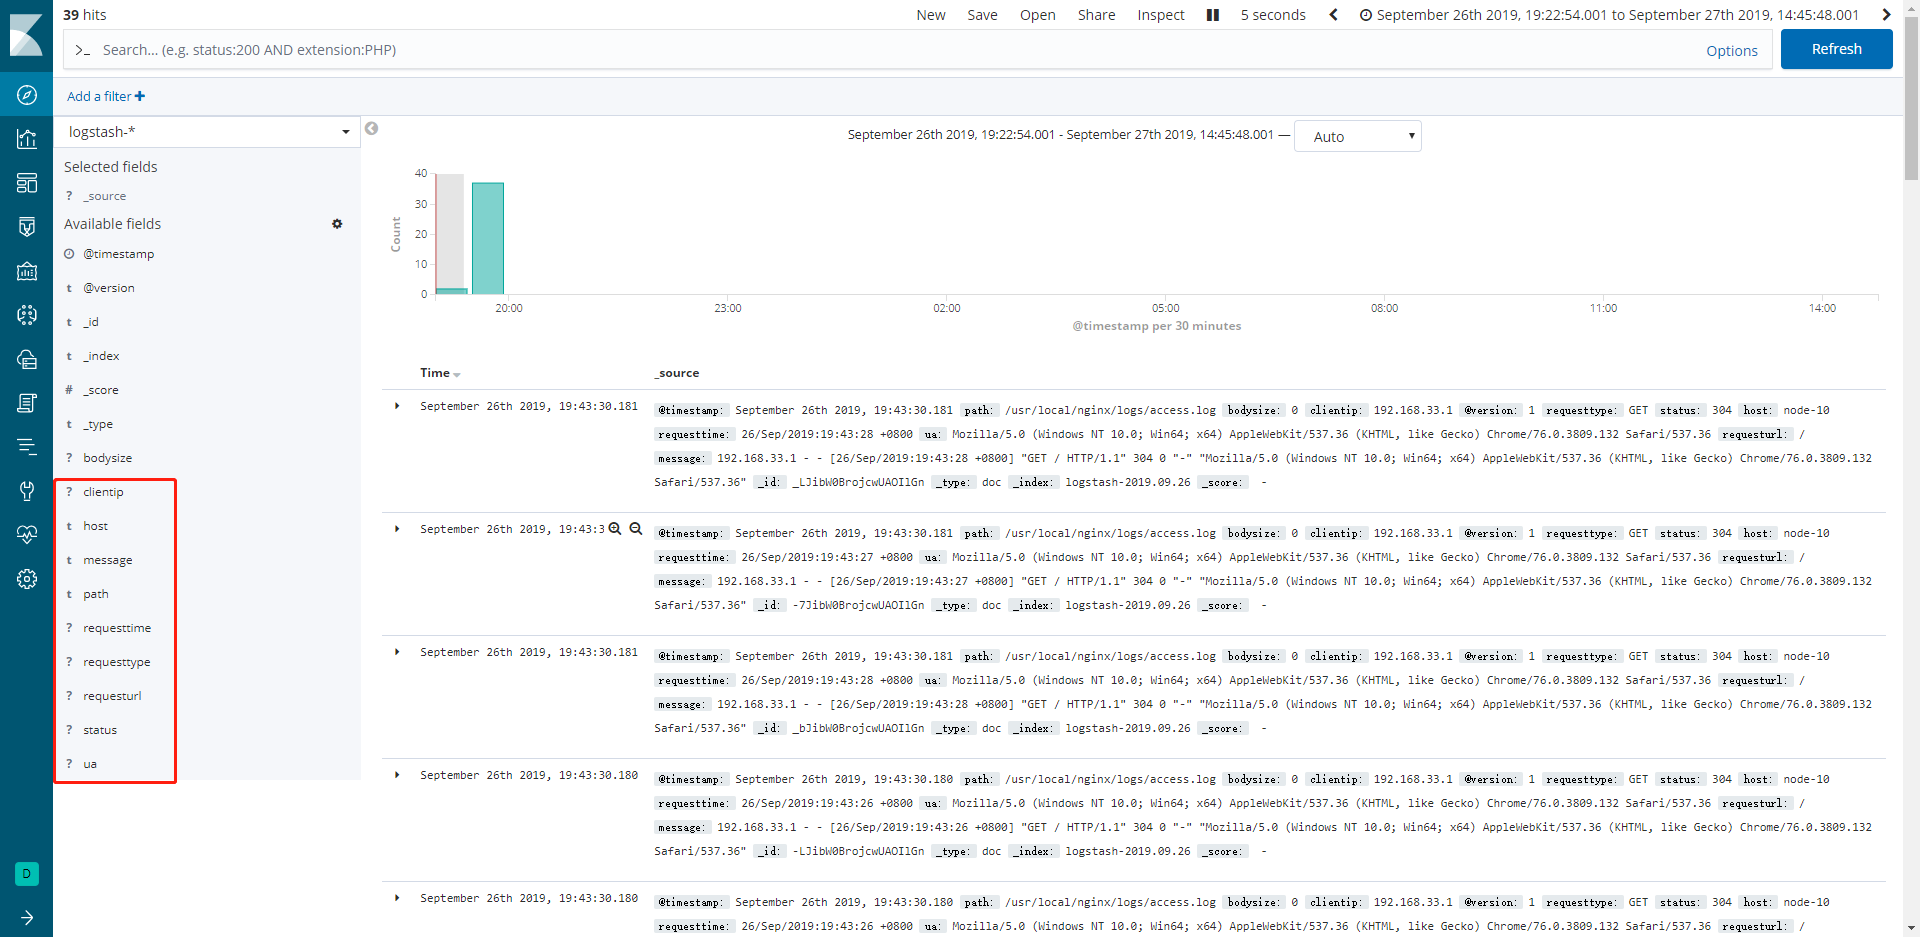 39 hits
New Save Open Share Inspect 5 seconds September 26th 2019, 19:22:54.001 to September 27th 2019, 14:45:48.001
>_ Search... (e.g. status:200 AND extension:PHP) Options Refresh
Add a filter +
logstash-*
Selected fields
? _source
Available fields
@timestamp
t @version
t _id
t _index
# _score
t _type
? bodysize
? clientip
t host
t message
t path
? requesttime
? requesttype
? requesturl
? status
? ua
D
September 26th 2019, 19:22:54.001 - September 27th 2019, 14:45:48.001 — Auto
Count
40
30
20
10
0
20:00 23:00 02:00 05:00 08:00 11:00 14:00
@timestamp per 30 minutes
Time _source
September 26th 2019, 19:43:30.181 @timestamp: September 26th 2019, 19:43:30.181 path: /usr/local/nginx/logs/access.log bodysize: 0 clientip: 192.168.33.1 @version: 1 requesttype: GET status: 304 host: node-10
requesttime: 26/Sep/2019:19:43:28 +0800 ua: Mozilla/5.0 (Windows NT 10.0; Win64; x64) AppleWebKit/537.36 (KHTML, like Gecko) Chrome/76.0.3809.132 Safari/537.36 requesturl: /
message: 192.168.33.1 - - [26/Sep/2019:19:43:28 +0800] "GET / HTTP/1.1" 304 0 "-" "Mozilla/5.0 (Windows NT 10.0; Win64; x64) AppleWebKit/537.36 (KHTML, like Gecko) Chrome/76.0.3809.132
Safari/537.36" _id: _LJibW0BrojcwUAOIlGn _type: doc _index: logstash-2019.09.26 _score: -
September 26th 2019, 19:43:3 @timestamp: September 26th 2019, 19:43:30.181 path: /usr/local/nginx/logs/access.log bodysize: 0 clientip: 192.168.33.1 @version: 1 requesttype: GET status: 304 host: node-10
requesttime: 26/Sep/2019:19:43:27 +0800 ua: Mozilla/5.0 (Windows NT 10.0; Win64; x64) AppleWebKit/537.36 (KHTML, like Gecko) Chrome/76.0.3809.132 Safari/537.36 requesturl: /
message: 192.168.33.1 - - [26/Sep/2019:19:43:27 +0800] "GET / HTTP/1.1" 304 0 "-" "Mozilla/5.0 (Windows NT 10.0; Win64; x64) AppleWebKit/537.36 (KHTML, like Gecko) Chrome/76.0.3809.132
Safari/537.36" _id: -7JibW0BrojcwUAOIlGn _type: doc _index: logstash-2019.09.26 _score: -
September 26th 2019, 19:43:30.181 @timestamp: September 26th 2019, 19:43:30.181 path: /usr/local/nginx/logs/access.log bodysize: 0 clientip: 192.168.33.1 @version: 1 requesttype: GET status: 304 host: node-10
requesttime: 26/Sep/2019:19:43:28 +0800 ua: Mozilla/5.0 (Windows NT 10.0; Win64; x64) AppleWebKit/537.36 (KHTML, like Gecko) Chrome/76.0.3809.132 Safari/537.36 requesturl: /
message: 192.168.33.1 - - [26/Sep/2019:19:43:28 +0800] "GET / HTTP/1.1" 304 0 "-" "Mozilla/5.0 (Windows NT 10.0; Win64; x64) AppleWebKit/537.36 (KHTML, like Gecko) Chrome/76.0.3809.132
Safari/537.36" _id: _bJibW0BrojcwUAOIlGn _type: doc _index: logstash-2019.09.26 _score: -
September 26th 2019, 19:43:30.180 @timestamp: September 26th 2019, 19:43:30.180 path: /usr/local/nginx/logs/access.log bodysize: 0 clientip: 192.168.33.1 @version: 1 requesttype: GET status: 304 host: node-10
requesttime: 26/Sep/2019:19:43:26 +0800 ua: Mozilla/5.0 (Windows NT 10.0; Win64; x64) AppleWebKit/537.36 (KHTML, like Gecko) Chrome/76.0.3809.132 Safari/537.36 requesturl: /
message: 192.168.33.1 - - [26/Sep/2019:19:43:26 +0800] "GET / HTTP/1.1" 304 0 "-" "Mozilla/5.0 (Windows NT 10.0; Win64; x64) AppleWebKit/537.36 (KHTML, like Gecko) Chrome/76.0.3809.132
Safari/537.36" _id: -LJibW0BrojcwUAOIlGn _type: doc _index: logstash-2019.09.26 _score: -
September 26th 2019, 19:43:30.180 @timestamp: September 26th 2019, 19:43:30.180 path: /usr/local/nginx/logs/access.log bodysize: 0 clientip: 192.168.33.1 @version: 1 requesttype: GET status: 304 host: node-10
requesttime: 26/Sep/2019:19:43:26 +0800 ua: Mozilla/5.0 (Windows NT 10.0; Win64; x64) AppleWebKit/537.36 (KHTML, like Gecko) Chrome/76.0.3809.132 Safari/537.36 requesturl: /